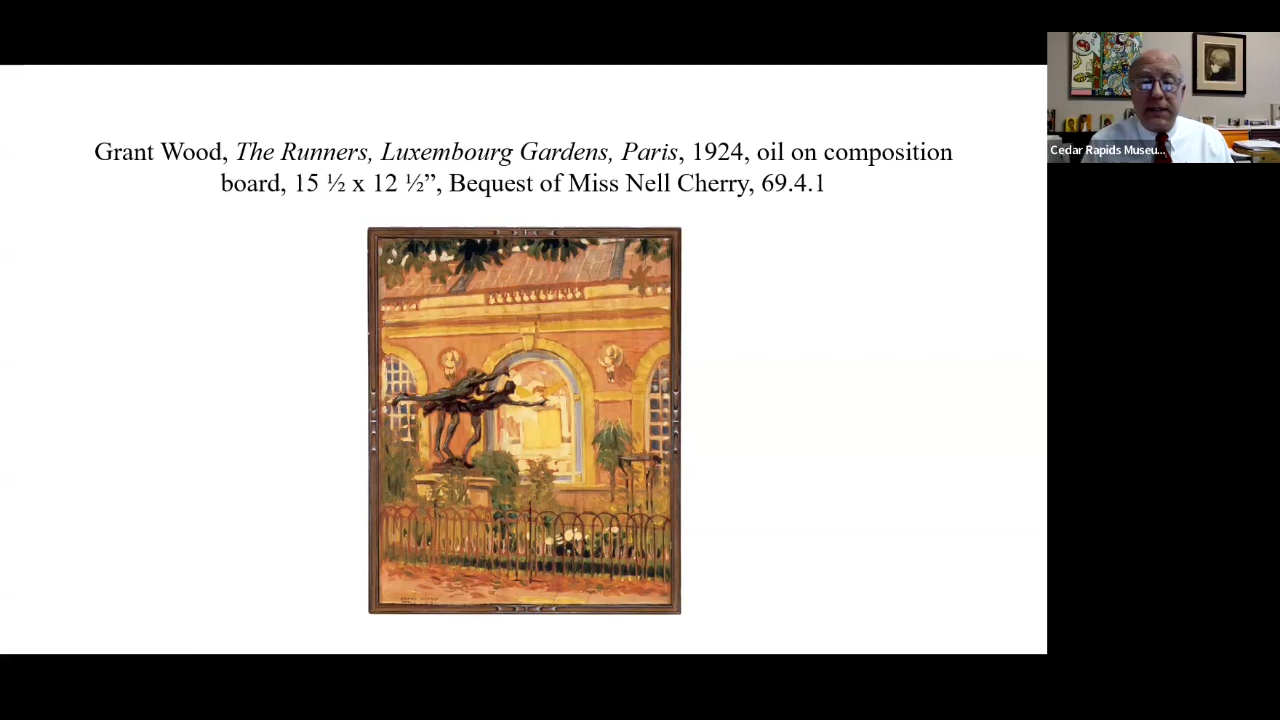 Grant Wood, The Runners, Luxembourg Gardens, Paris, 1924, oil on composition
board, 15 ½ x 12 ½”, Bequest of Miss Nell Cherry, 69.4.1
Cedar Rapids Museu...